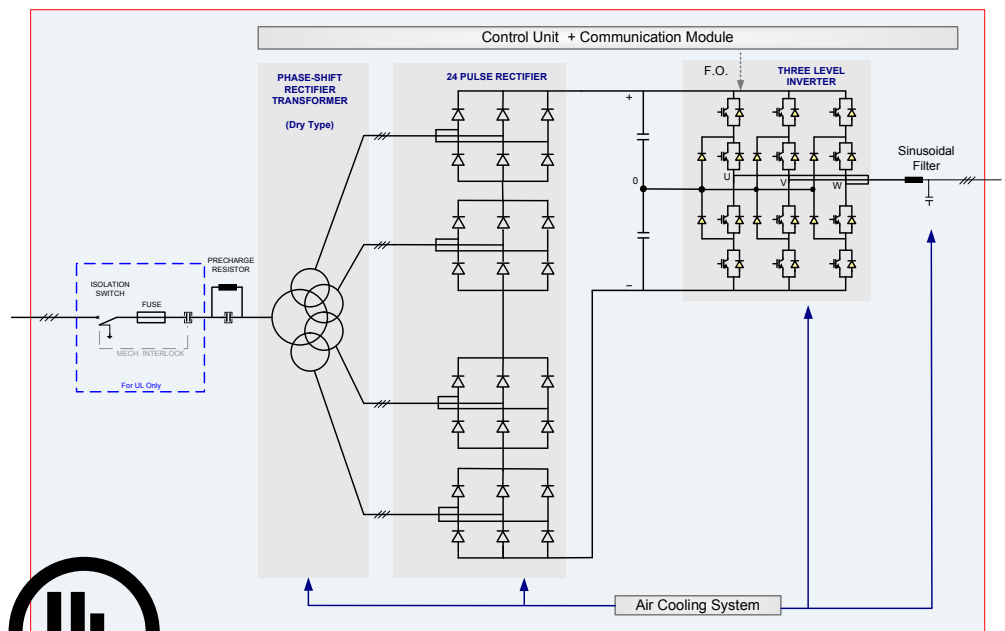 Control Unit + Communication Module
PHASE-SHIFT
RECTIFIER
TRANSFORMER
(Dry Type)
24 PULSE RECTIFIER
F.O.
THREE LEVEL
INVERTER
+
0
−
U
V
W
Sinusoidal
Filter
PRECHARGE
RESISTOR
ISOLATION
SWITCH
FUSE
MECH. INTERLOCK
For UL Only
Air Cooling System